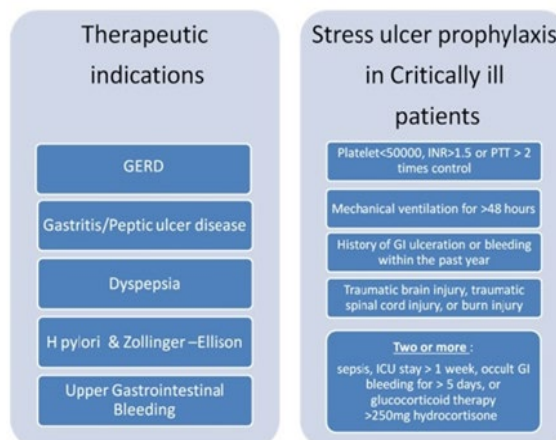 Therapeutic
indications
GERD
Gastritis/Peptic ulcer disease
Dyspepsia
H pylori & Zollinger –Ellison
Upper Gastrointestinal
Bleeding
Stress ulcer prophylaxis
in Critically ill
patients
Platelet<50000, INR>1.5 or PTT > 2
times control
Mechanical ventilation for >48 hours
History of GI ulceration or bleeding
within the past year
Traumatic brain injury, traumatic
spinal cord injury, or burn injury
Two or more :
sepsis, ICU stay > 1 week, occult GI
bleeding for > 5 days, or
glucocorticoid therapy
>250mg hydrocortisone